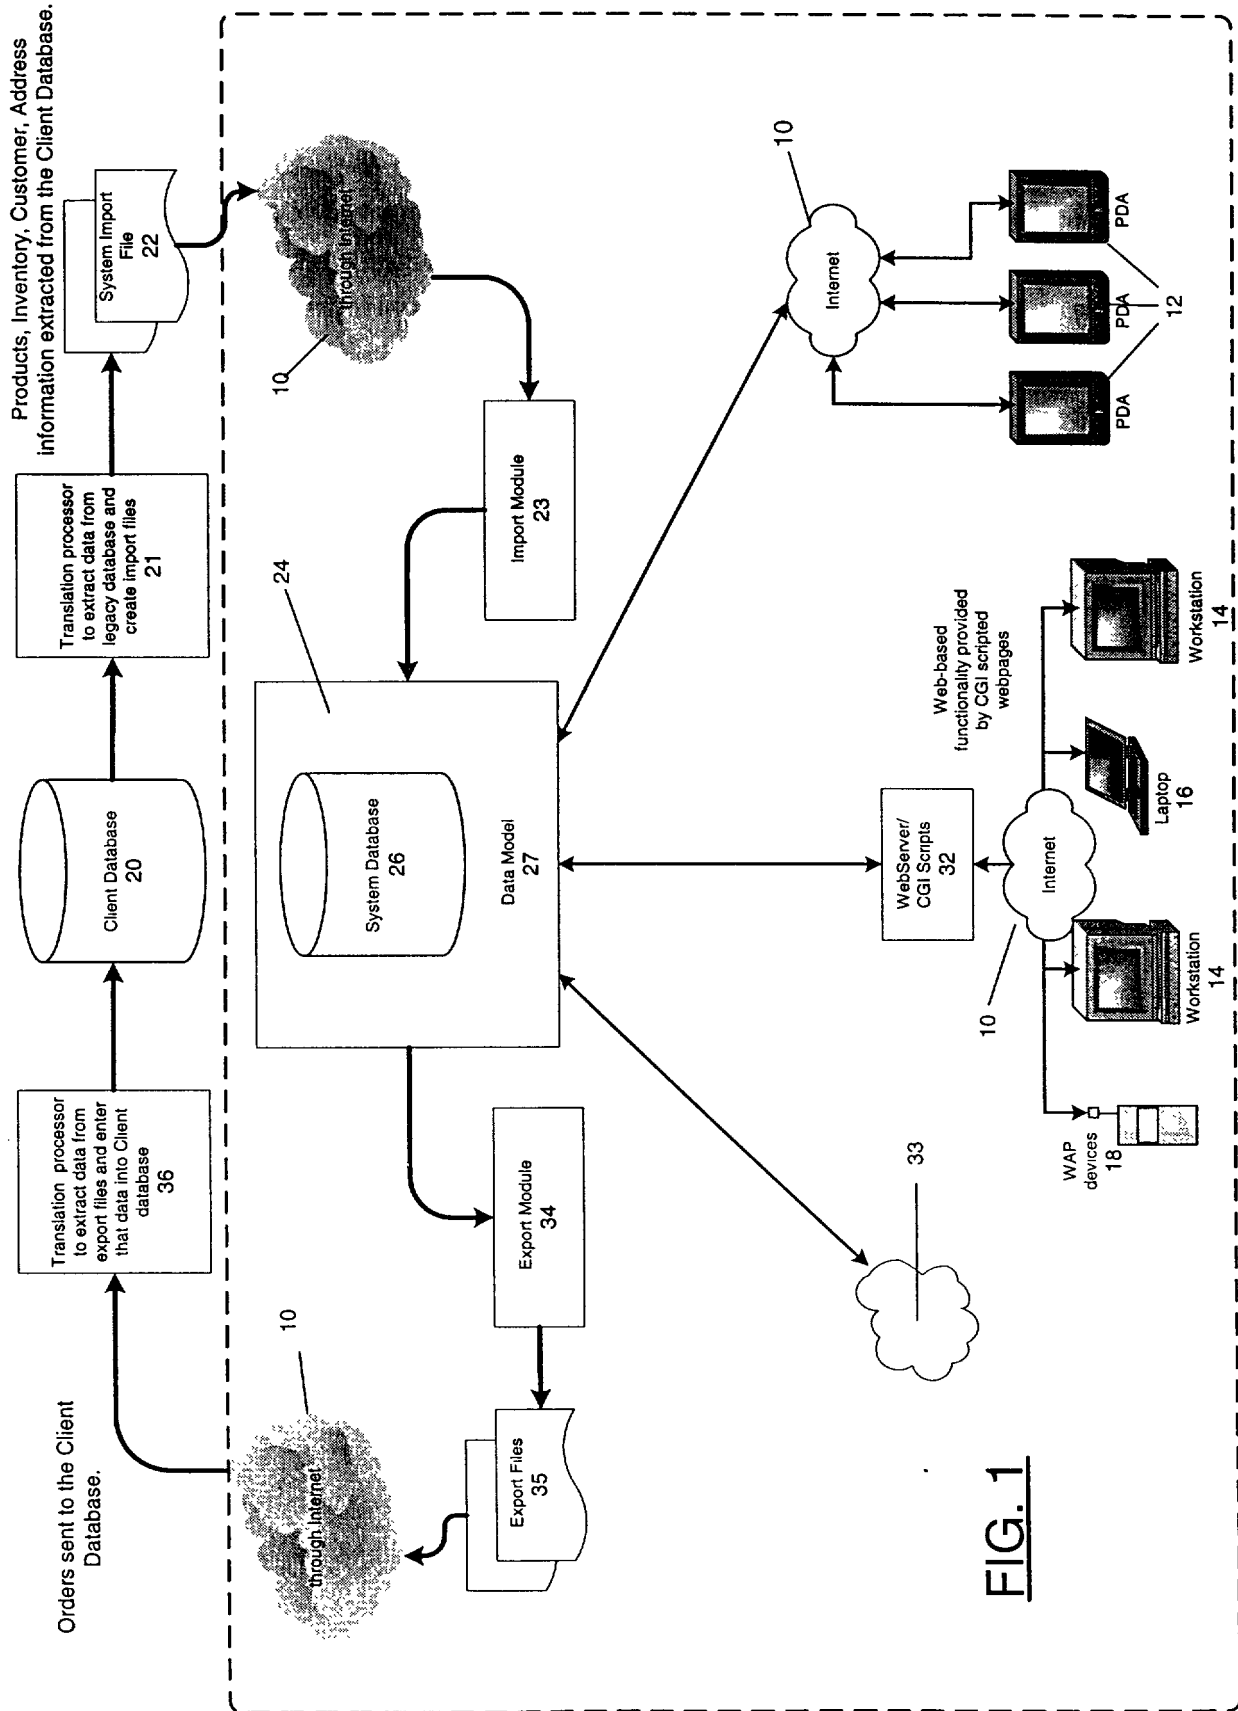 Orders sent to the Client
Database.
Translation processor
to extract data from
export files and enter
that data into Client
database
36
Client Database
20
Translation processor
to extract data from
legacy database and
create import files
21
Products, Inventory, Customer, Address
information extracted from the Client Database.
System Import
File
22
through Internet
10
through Internet
10
Export Files
35
Export Module
34
System Database
26
Data Model
27
24
Import Module
23
33
WebServer/
CGI Scripts
32
Web-based
functionality provided
by CGI scripted
webpages
Internet
10
Internet
10
WAP
devices
18
Workstation
14
Laptop
16
Workstation
14
PDA
PDA
PDA
12
FIG. 1